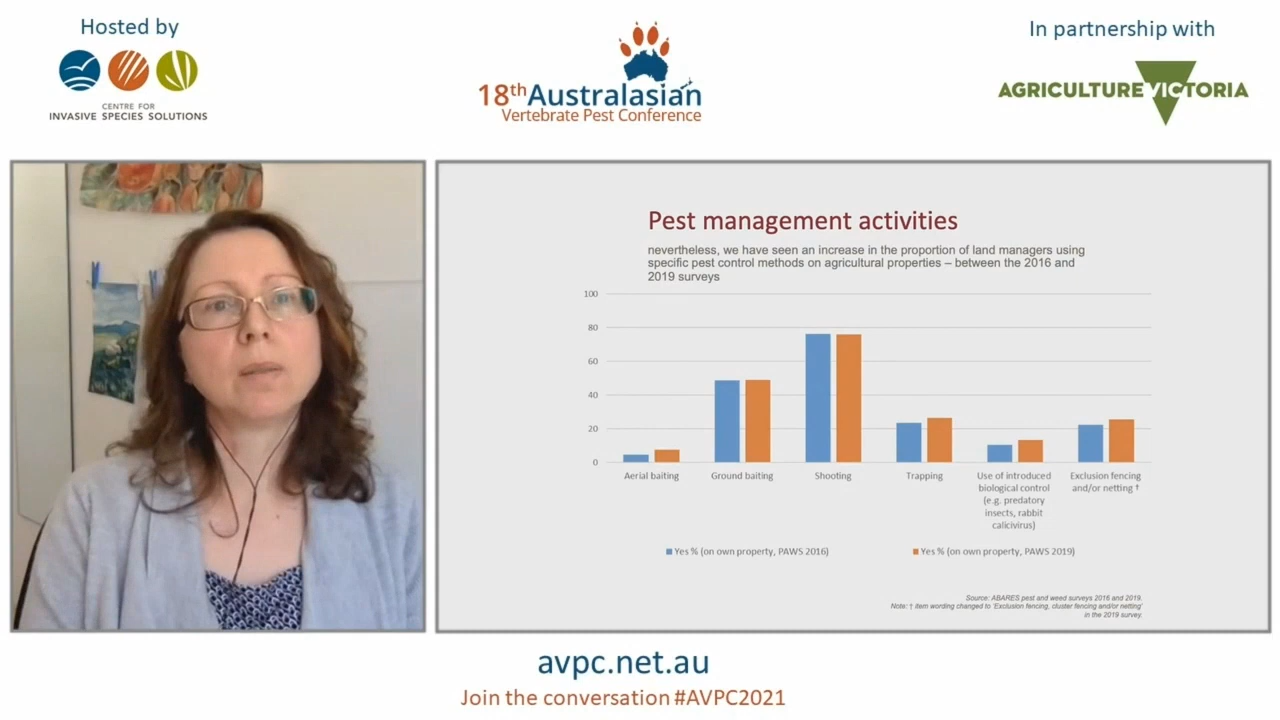 Hosted by
CENTRE FOR
INVASIVE SPECIES SOLUTIONS
18th Australasian
Vertebrate Pest Conference
In partnership with
AGRICULTURE VICTORIA
Pest management activities
nevertheless, we have seen an increase in the proportion of land managers using
specific pest control methods on agricultural properties – between the 2016 and
2019 surveys
100
80
60
40
20
0
Aerial baiting
Ground baiting
Shooting
Trapping
Use of introduced
biological control
(e.g. predatory
insects, rabbit
calicivirus)
Exclusion fencing
and/or netting †
Yes % (on own property, PAWS 2016)
Yes % (on own property, PAWS 2019)
Source: ABARES pest and weed surveys 2016 and 2019.
Note: † item wording changed to 'Exclusion fencing, cluster fencing and/or netting'
in the 2019 survey.
avpc.net.au
Join the conversation #AVPC2021